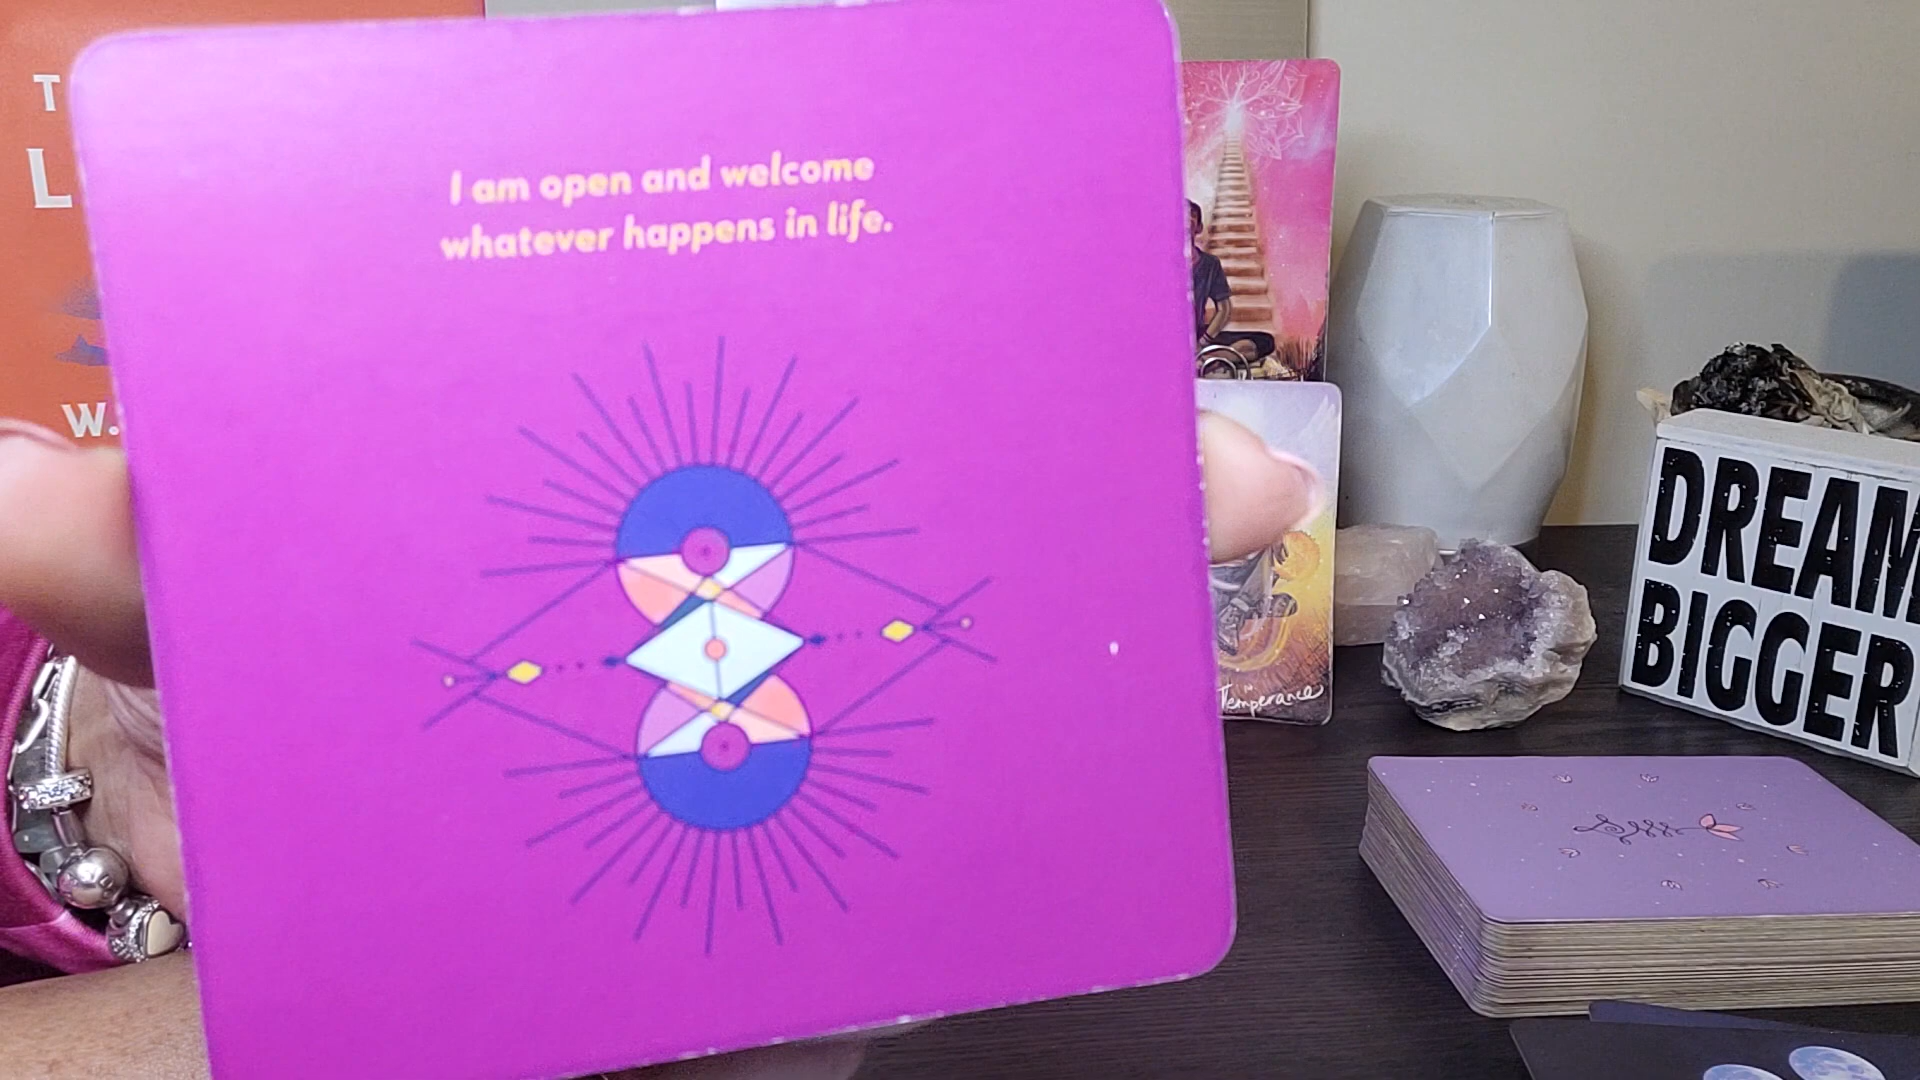 I am open and welcome
whatever happens in life.
T
L
W.
Temperance
DREAM
BIGGER